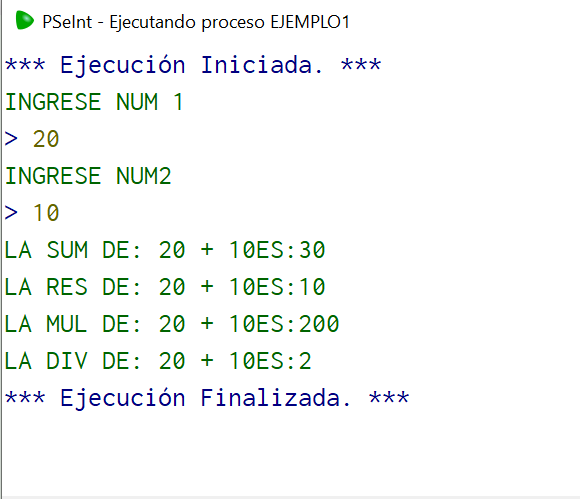 PSeInt - Ejecutando proceso EJEMPLO1
*** Ejecución Iniciada. ***
INGRESE NUM 1
> 20
INGRESE NUM2
> 10
LA SUM DE: 20 + 10ES:30
LA RES DE: 20 + 10ES:10
LA MUL DE: 20 + 10ES:200
LA DIV DE: 20 + 10ES:2
*** Ejecución Finalizada. ***